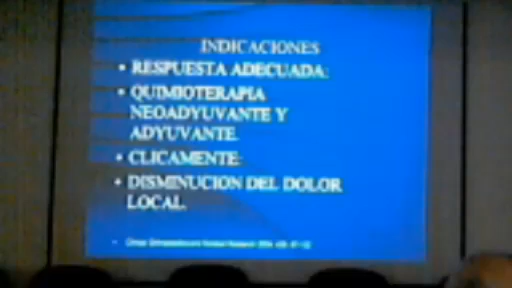 INDICACIONES
• RESPUESTA ADECUADA:
• QUIMIOTERAPIA
NEOADYUVANTE Y
ADYUVANTE.
• CLICAMENTE:
• DISMINUCION DEL DOLOR
LOCAL.